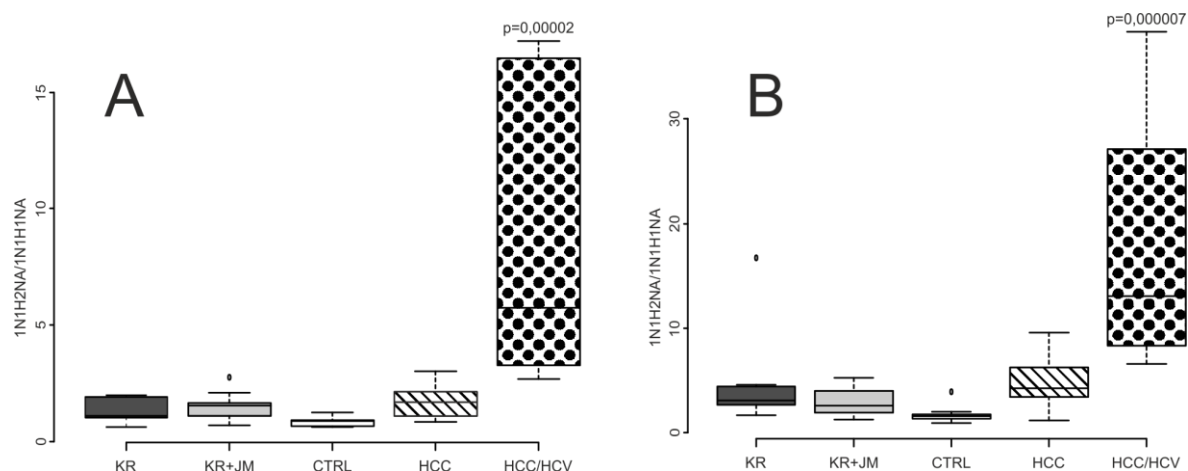 p=0,00002
A
15
10
5
0
1N1H2NA/1N1H1NA
KR
KR+JM
CTRL
HCC
HCC/HCV
p=0,000007
B
30
20
10
0
1N1H2NA/1N1H1NA
KR
KR+JM
CTRL
HCC
HCC/HCV